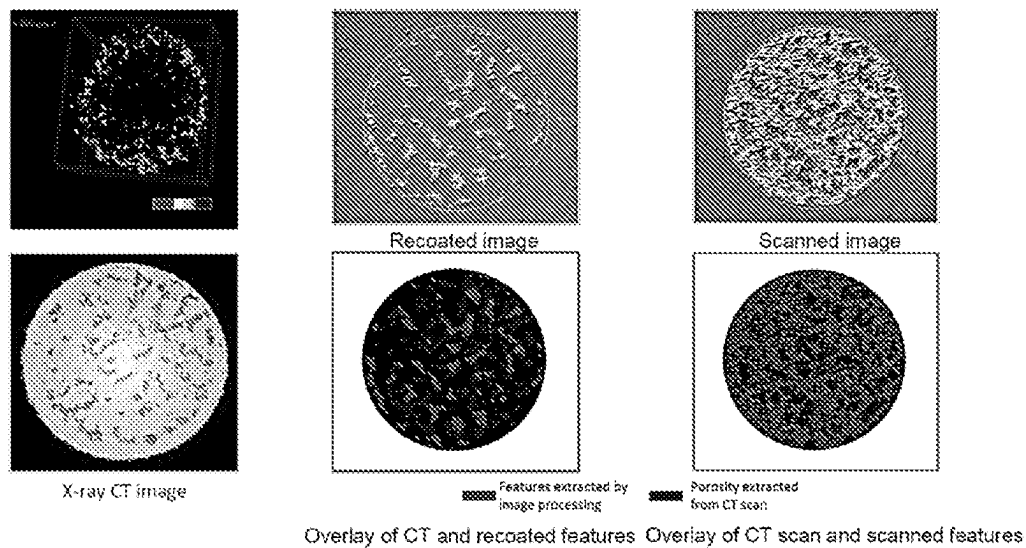 Recoated image
Scanned image
X-ray CT image
Features extracted by
image processing
Porosity extracted
from CT scan
Overlay of CT and recoated features
Overlay of CT scan and scanned features